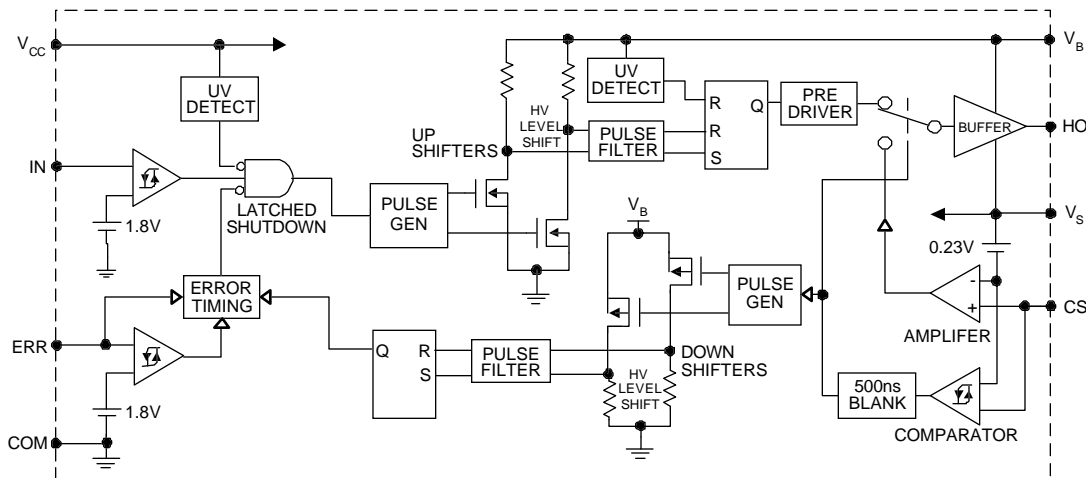 VCC
VB
UV
DETECT
UV
DETECT
R
R
S
Q
PRE
DRIVER
BUFFER
HO
HV
LEVEL
SHIFT
PULSE
FILTER
UP
SHIFTERS
IN
1.8V
LATCHED
SHUTDOWN
PULSE
GEN
VB
VS
0.23V
ERROR
TIMING
PULSE
GEN
-
+
AMPLIFER
CS
ERR
Q
R
S
PULSE
FILTER
DOWN
SHIFTERS
HV
LEVEL
SHIFT
500ns
BLANK
COMPARATOR
1.8V
COM